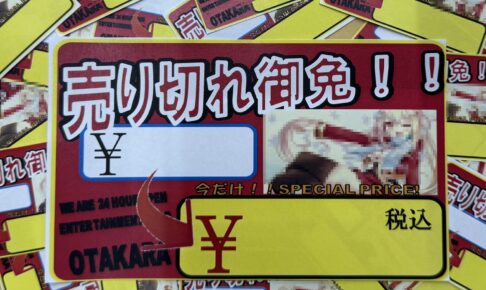 売り切れ御免！！
¥
今だけ！！SPECIAL PRICE!
WE ARE 24 HOURS OPEN
ENTERTAINMENT
OTAKARA
¥
税込
OTAKARA